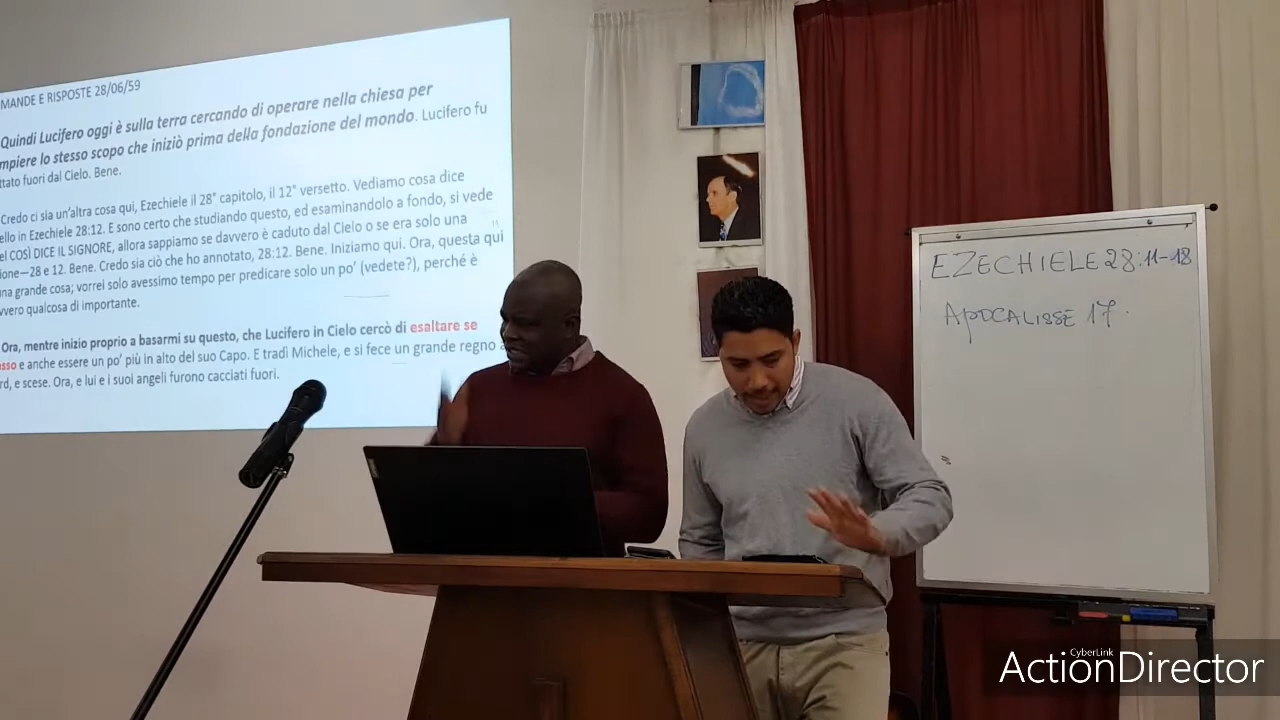 MANDE E RISPOSTE 28/06/59
Quindi Lucifero oggi è sulla terra cercando di operare nella chiesa per
mpiere lo stesso scopo che iniziò prima della fondazione del mondo. Lucifero fu
ttato fuori dal Cielo. Bene.
Credo ci sia un'altra cosa qui, Ezechiele il 28° capitolo, il 12° versetto. Vediamo cosa dice
ello in Ezechiele 28:12. E sono certo che studiando questo, ed esaminandolo a fondo, si vede
el COSÌ DICE IL SIGNORE, allora sappiamo se davvero è caduto dal Cielo o se era solo una
ione—28 e 12. Bene. Credo sia ciò che ho annotato, 28:12. Bene. Iniziamo qui. Ora, questa qui
una grande cosa; vorrei solo avessimo tempo per predicare solo un po' (vedete?), perché è
vvero qualcosa di importante.
Ora, mentre inizio proprio a basarmi su questo, che Lucifero in Cielo cercò di esaltare se
esso e anche essere un po' più in alto del suo Capo. E tradì Michele, e si fece un grande regno a
rd, e scese. Ora, e lui e i suoi angeli furono cacciati fuori.
EZECHIELE 28:11-18
APOCALISSE 17.
Lenovo
CyberLink
ActionDirector